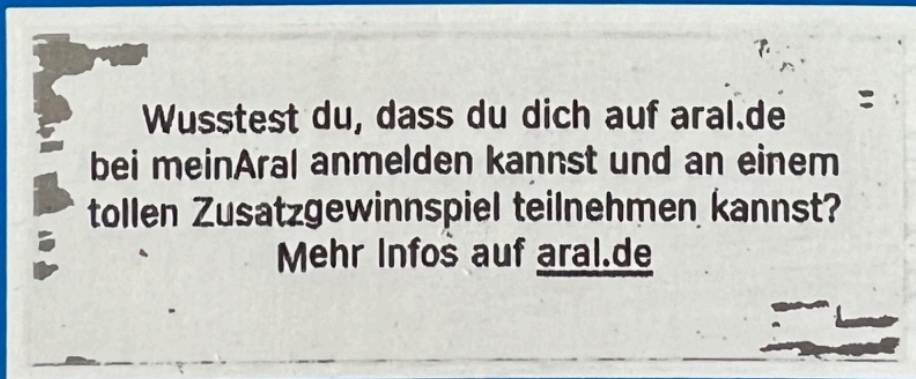 Wusstest du, dass du dich auf aral.de
bei meinAral anmelden kannst und an einem
tollen Zusatzgewinnspiel teilnehmen kannst?
Mehr Infos auf aral.de